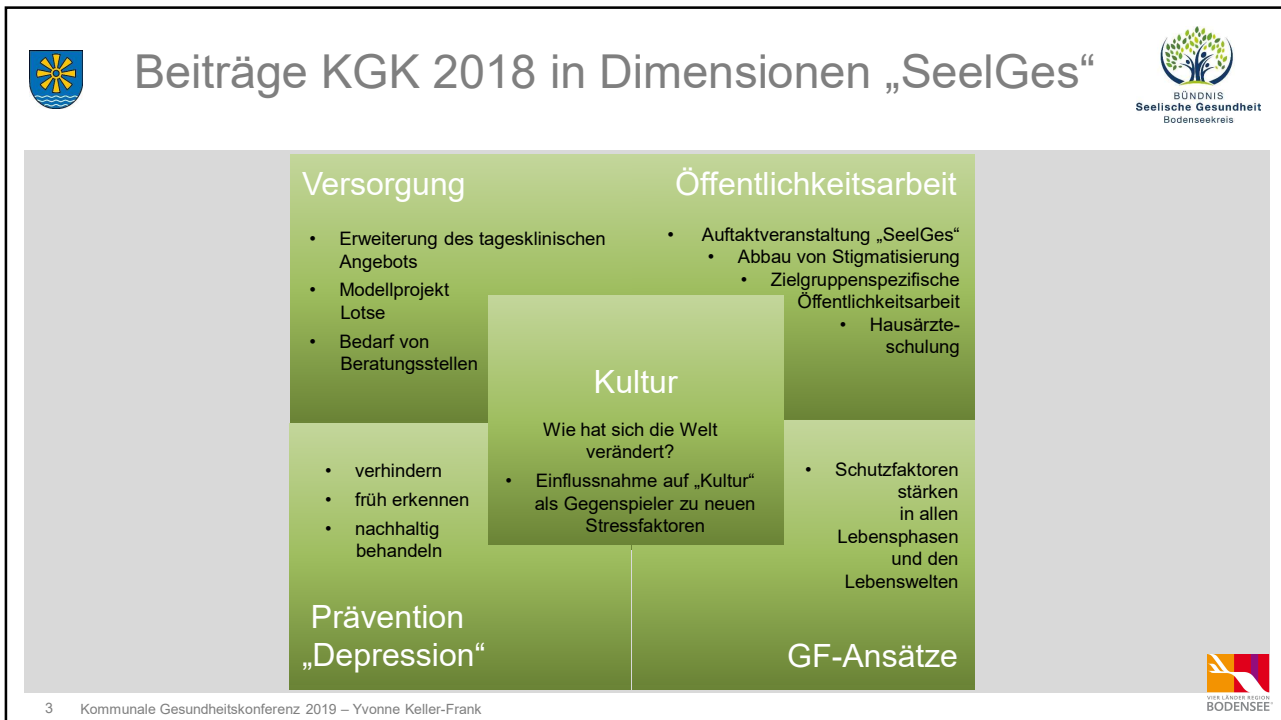 Beiträge KGK 2018 in Dimensionen „SeelGes“
BÜNDNIS
Seelische Gesundheit
Bodenseekreis
Versorgung
• Erweiterung des tagesklinischen
Angebots
• Modellprojekt
Lotse
• Bedarf von
Beratungsstellen
Öffentlichkeitsarbeit
• Auftaktveranstaltung „SeelGes“
• Abbau von Stigmatisierung
• Zielgruppenspezifische
Öffentlichkeitsarbeit
• Hausärzte-
schulung
Kultur
Wie hat sich die Welt
verändert?
• Einflussnahme auf „Kultur“
als Gegenspieler zu neuen
Stressfaktoren
• verhindern
• früh erkennen
• nachhaltig
behandeln
Prävention
„Depression“
• Schutzfaktoren
stärken
in allen
Lebensphasen
und den
Lebenswelten
GF-Ansätze
3 Kommunale Gesundheitskonferenz 2019 – Yvonne Keller-Frank
VIER LÄNDER REGION
BODENSEE